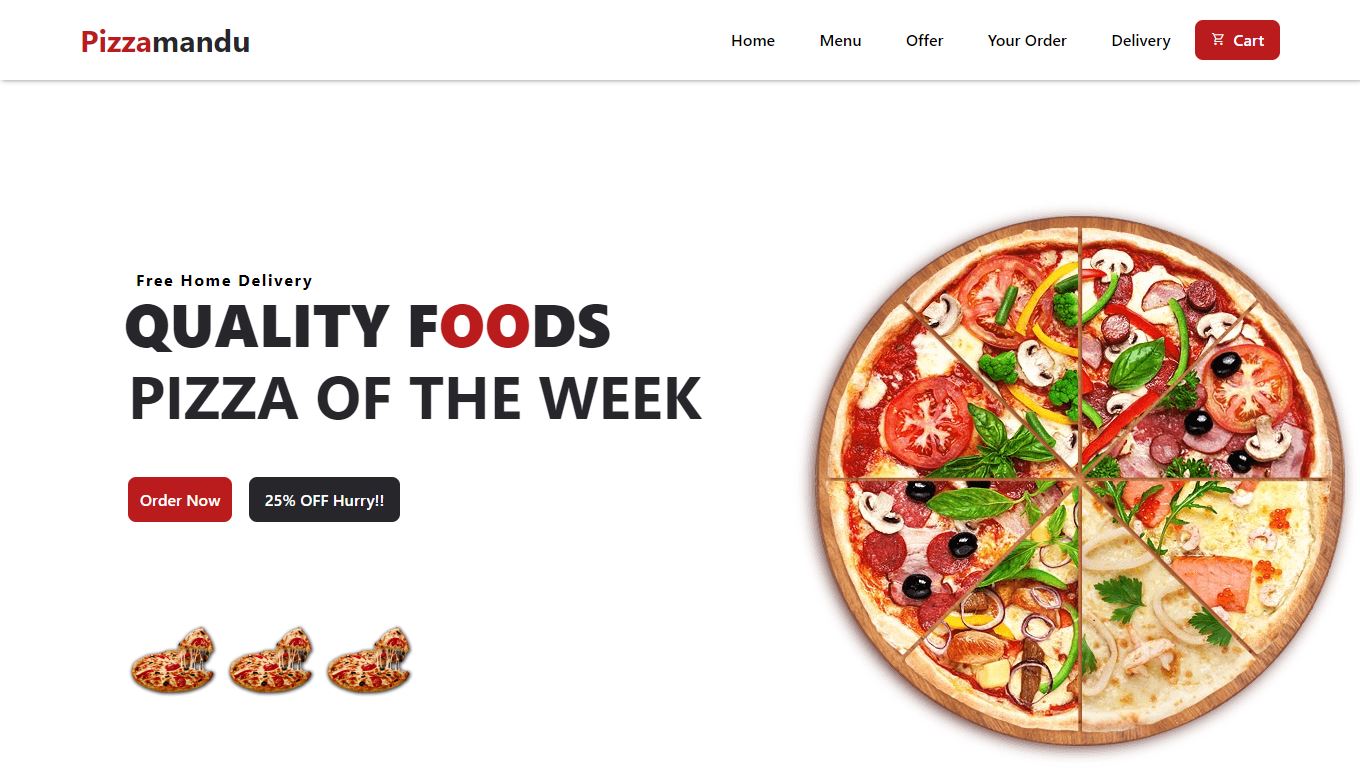 Pizzamandu
Home Menu Offer Your Order Delivery Cart
Free Home Delivery
QUALITY FOODS
PIZZA OF THE WEEK
Order Now 25% OFF Hurry!!